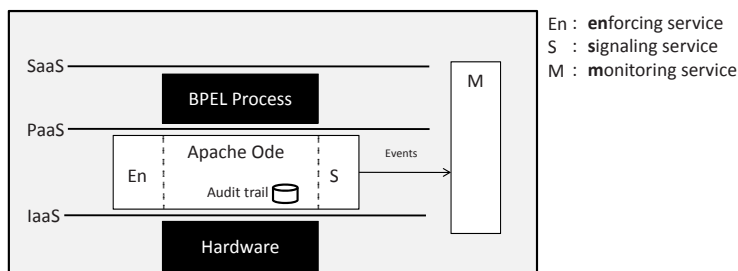 SaaS
BPEL Process
PaaS
Apache Ode
En
S
Audit trail
Events
M
IaaS
Hardware
En : enforcing service
S : signaling service
M : monitoring service